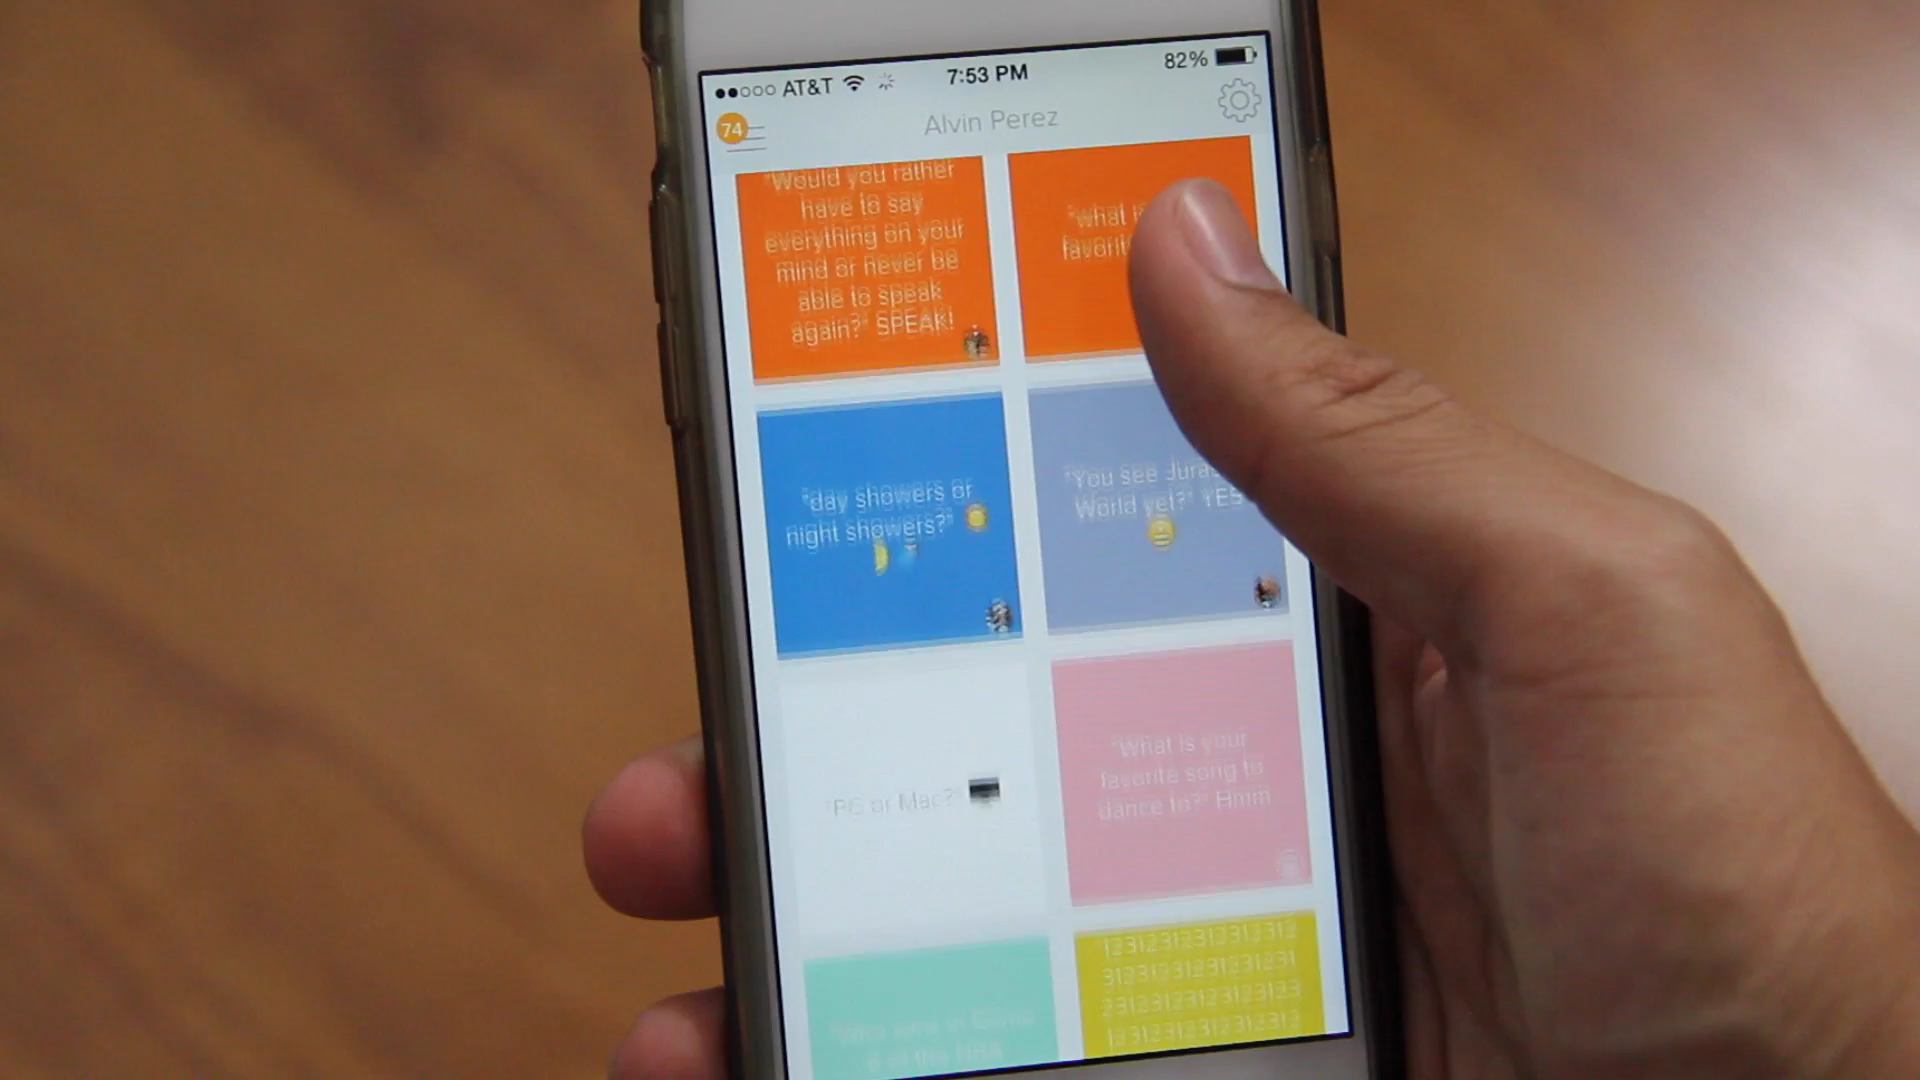 AT&T 7:53 PM 82%
74 Alvin Perez
"Would you rather
have to say
everything on your
mind or never be
able to speak
again?" SPEAK!
"what
favorit
"day showers or
night showers?"
"You see
World yet?" YES
"PC or Mac?"
"What is your
favorite song to
dance to?" Hmm